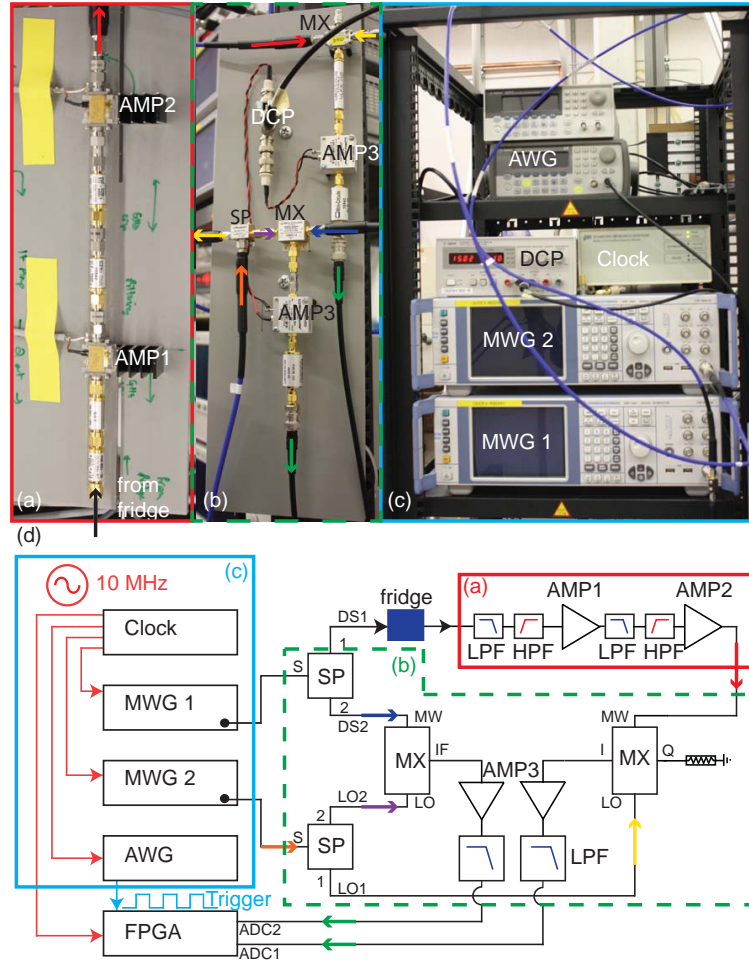 AMP2
AMP1
from
fridge
(a)
MX
DCP
AMP3
SP
MX
AMP3
(b)
AWG
DCP
Clock
MWG 2
MWG 1
(c)
(d)
(c)
10 MHz
Clock
MWG 1
MWG 2
AWG
Trigger
FPGA
ADC2
ADC1
DS1
fridge
(a)
AMP1
AMP2
LPF
HPF
LPF
HPF
(b)
S
SP
1
2
DS2
MW
MX
IF
LO
AMP3
MW
I
MX
Q
LO
2
LO2
S
SP
1
LO1
LPF